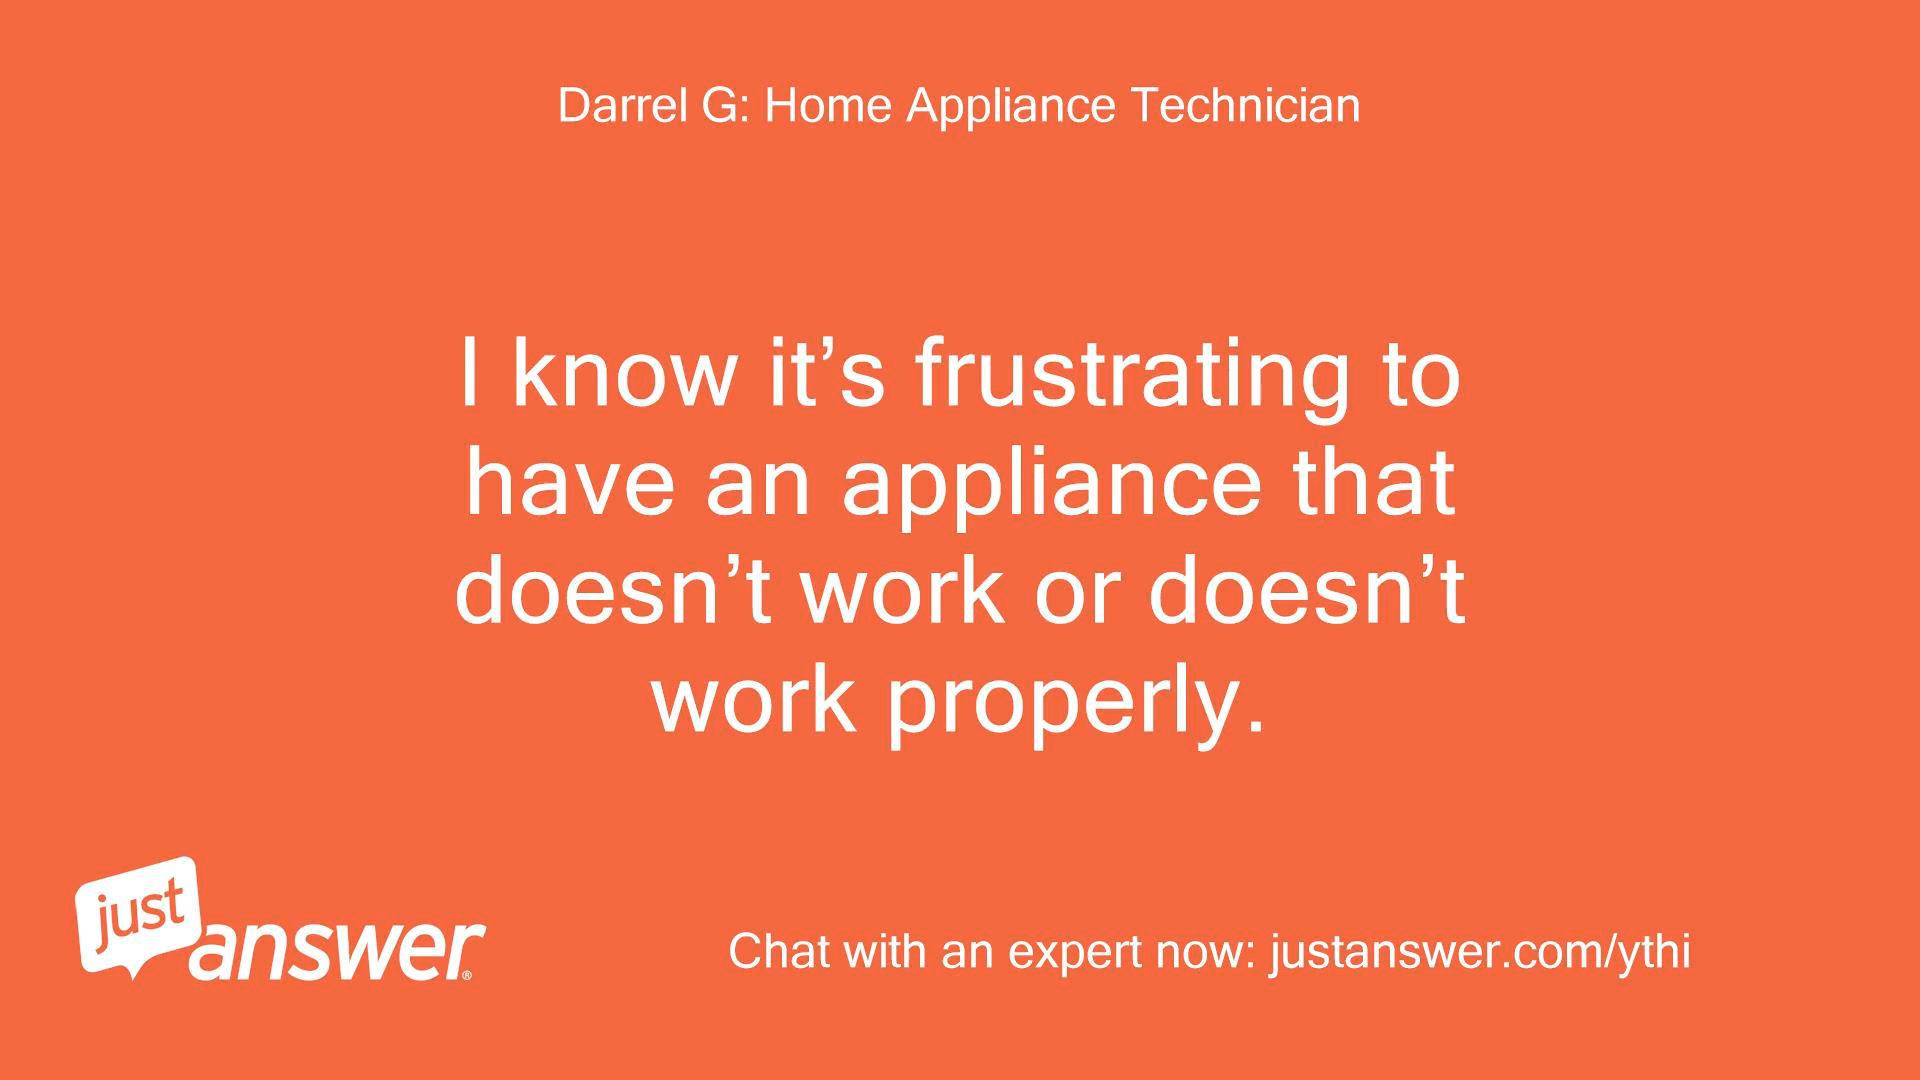 Darrel G: Home Appliance Technician
I know it’s frustrating to
have an appliance that
doesn’t work or doesn’t
work properly.
just
answer®
Chat with an expert now: justanswer.com/ythi